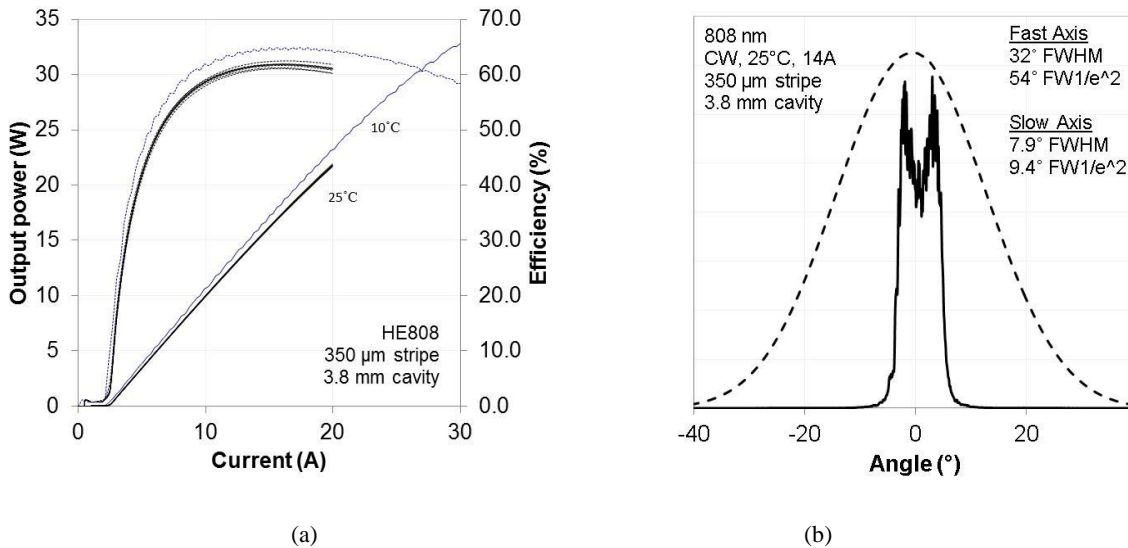 35
30
25
20
15
10
5
0
Output power (W)
70.0
60.0
50.0
40.0
30.0
20.0
10.0
0.0
Efficiency (%)
10˚C
25˚C
HE808
350 µm stripe
3.8 mm cavity
0
10
20
30
Current (A)
(a)
808 nm
CW, 25°C, 14A
350 µm stripe
3.8 mm cavity
Fast Axis
32° FWHM
54° FW1/e^2
Slow Axis
7.9° FWHM
9.4° FW1/e^2
-40
-20
0
20
Angle (°)
(b)